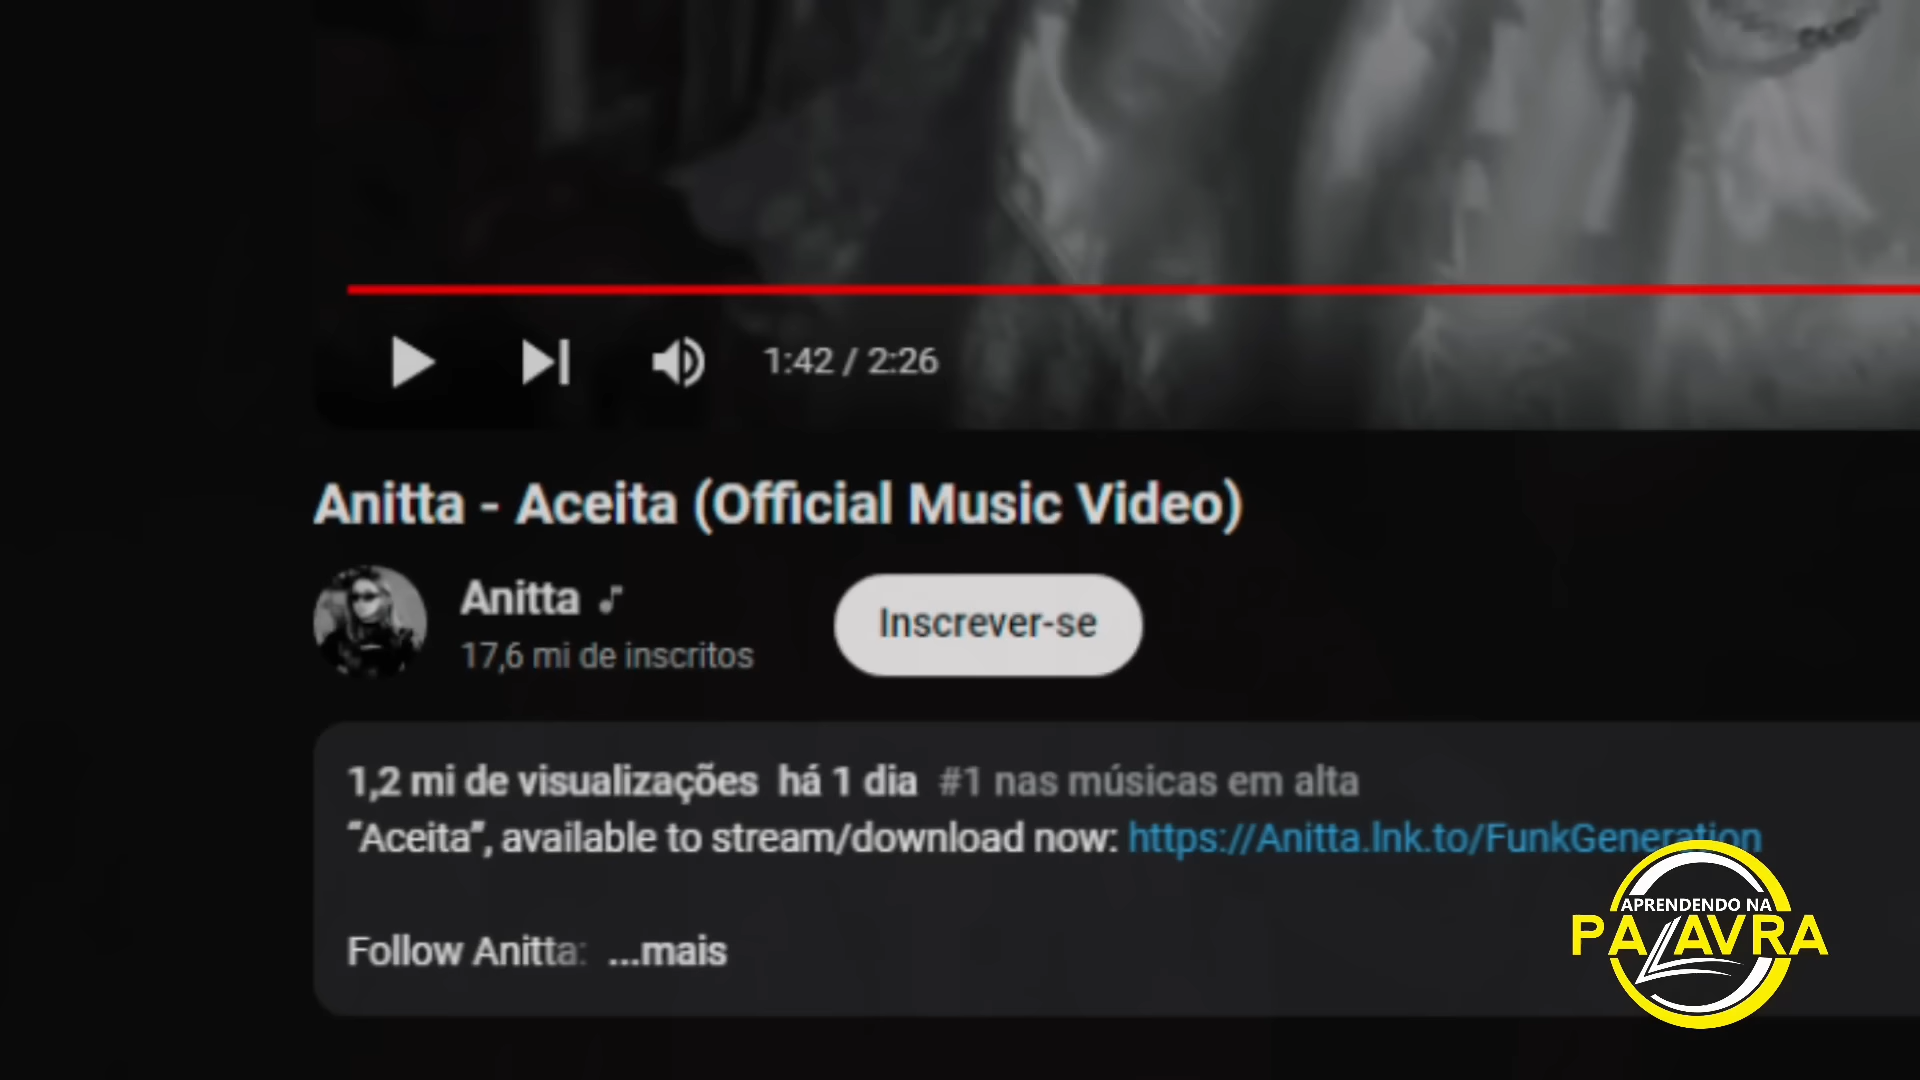 1:42 / 2:26
Anitta - Aceita (Official Music Video)
Anitta
17,6 mi de inscritos
Inscrever-se
1,2 mi de visualizações há 1 dia #1 nas músicas em alta
“Aceita”, available to stream/download now: https://Anitta.lnk.to/FunkGeneration
Follow Anitta: ...mais
APRENDENDO NA
PALAVRA